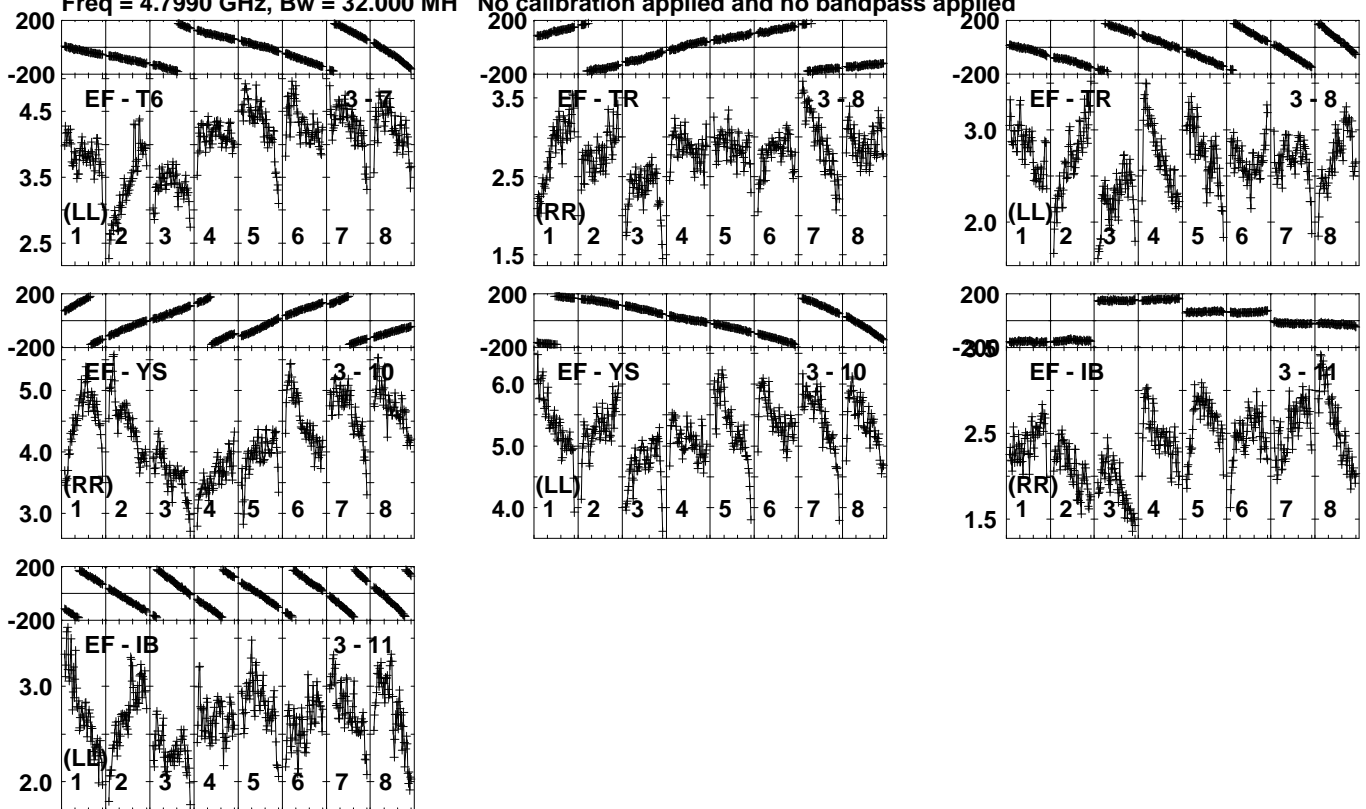 Freq = 4.7990 GHz, Bw = 32.000 MH No calibration applied and no bandpass applied
200
-200
EF - T6 3 - 7
4.5
3.5
2.5
(LL)
1 2 3 4 5 6 7 8
200
-200
EF - TR 3 - 8
3.5
2.5
1.5
(RR)
1 2 3 4 5 6 7 8
200
-200
EF - TR 3 - 8
3.0
2.0
(LL)
1 2 3 4 5 6 7 8
200
-200
EF - YS 3 - 10
5.0
4.0
3.0
(RR)
1 2 3 4 5 6 7 8
200
-200
EF - YS 3 - 10
6.0
5.0
4.0
(LL)
1 2 3 4 5 6 7 8
200
-200
3.5
EF - IB 3 - 11
2.5
1.5
(RR)
1 2 3 4 5 6 7 8
200
-200
EF - IB 3 - 11
3.0
2.0
(LL)
1 2 3 4 5 6 7 8